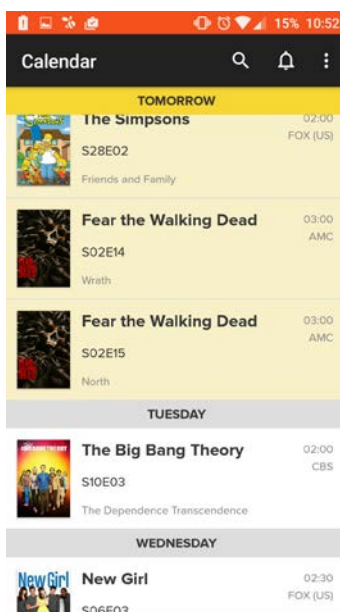 15% 10:52
Calendar
TOMORROW
The Simpsons 02:00
FOX (US)
S28E02
Friends and Family
Fear the Walking Dead 03:00
AMC
S02E14
Wrath
Fear the Walking Dead 03:00
AMC
S02E15
North
TUESDAY
The Big Bang Theory 02:00
CBS
S10E03
The Dependence Transcendence
WEDNESDAY
New Girl
New Girl 02:30
FOX (US)
S06E03